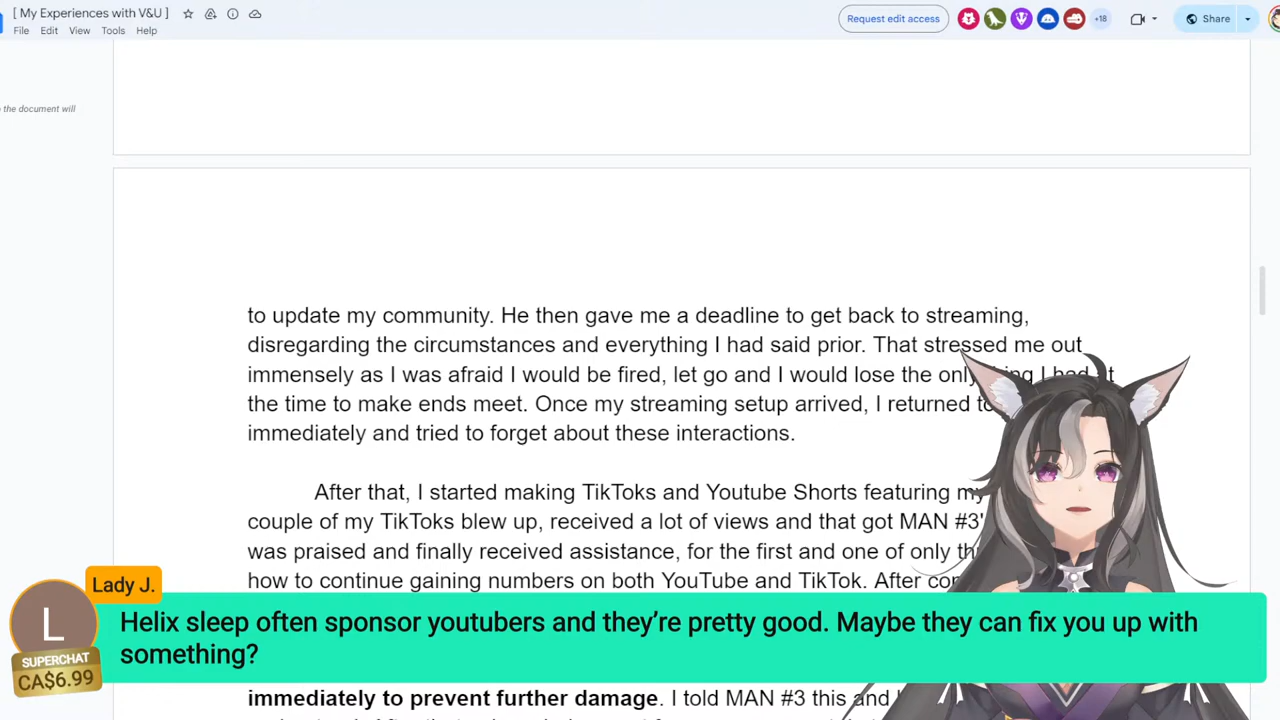 [ My Experiences with V&U ]
File Edit View Tools Help
Request edit access
+18
Share
the document will
to update my community. He then gave me a deadline to get back to streaming,
disregarding the circumstances and everything I had said prior. That stressed me out
immensely as I was afraid I would be fired, let go and I would lose the only thing I had at
the time to make ends meet. Once my streaming setup arrived, I returned to
immediately and tried to forget about these interactions.
After that, I started making TikToks and Youtube Shorts featuring my
couple of my TikToks blew up, received a lot of views and that got MAN #3'
was praised and finally received assistance, for the first and one of only
how to continue gaining numbers on both YouTube and TikTok. After
Lady J.
L
SUPERCHAT
CA$6.99
Helix sleep often sponsor youtubers and they're pretty good. Maybe they can fix you up with
something?
immediately to prevent further damage. I told MAN #3 this and